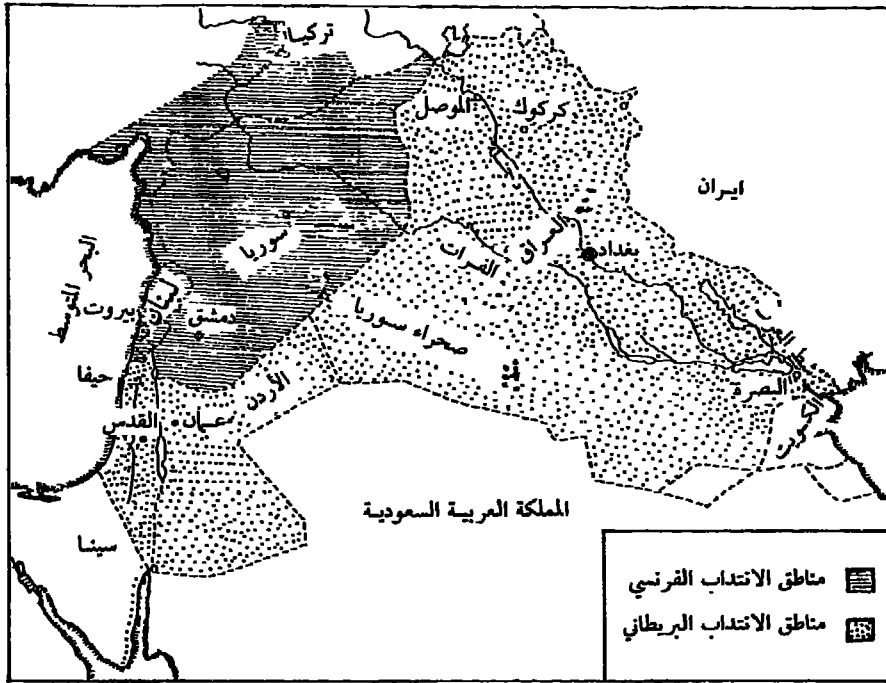 تركيا
الموصل
كركوك
ايران
سوريا
العراق
الفرات
بغداد
البحر المتوسط
لبنان
بيروت
دمشق
صحراء سوريا
حيفا
الأردن
القدس
عمان
البصرة
الكويت
المملكة العربية السعودية
سينا
مناطق الانتداب الفرنسي
مناطق الانتداب البريطاني